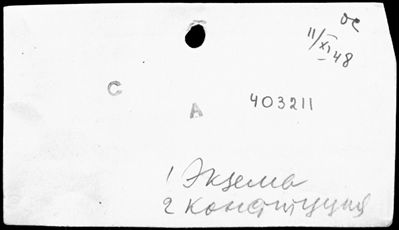 ос
11/XI 48
С
А
403211
1 Экзема
2 Конституция